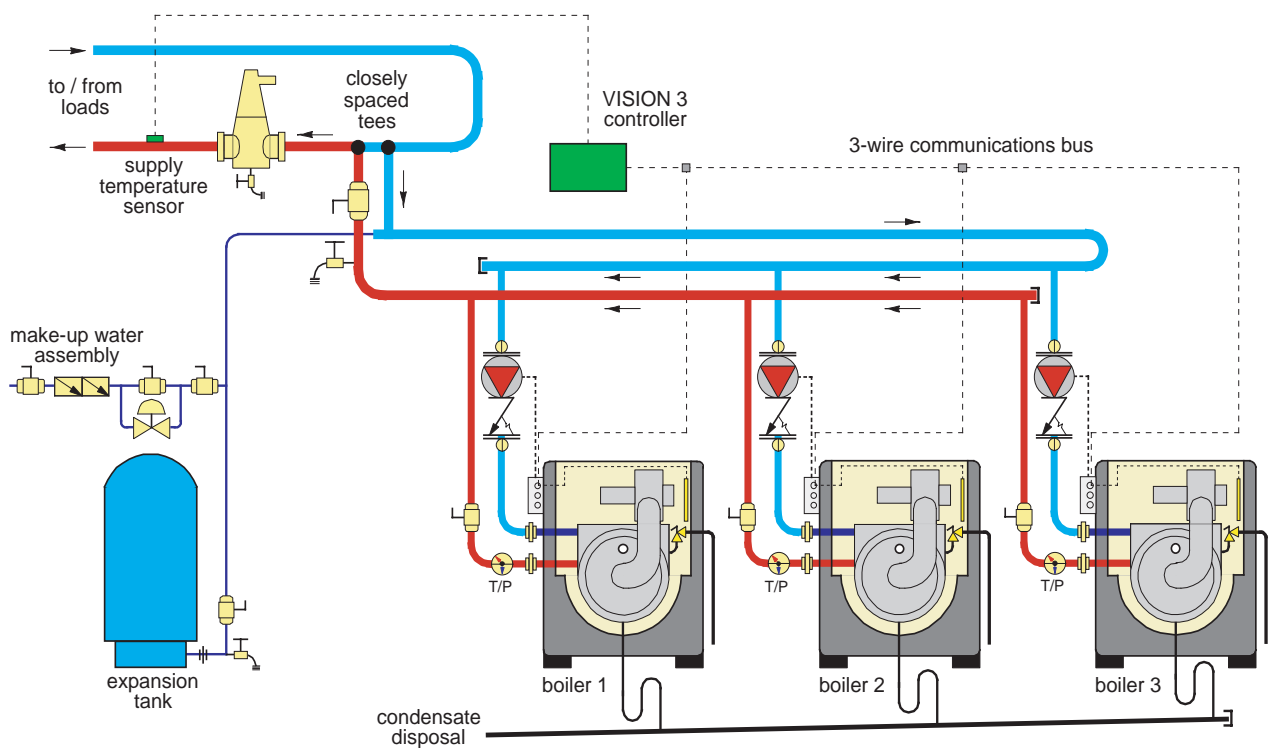 to / from
loads
closely
spaced
tees
VISION 3
controller
3-wire communications bus
supply
temperature
sensor
make-up water
assembly
T/P
T/P
T/P
expansion
tank
boiler 1
boiler 2
boiler 3
condensate
disposal